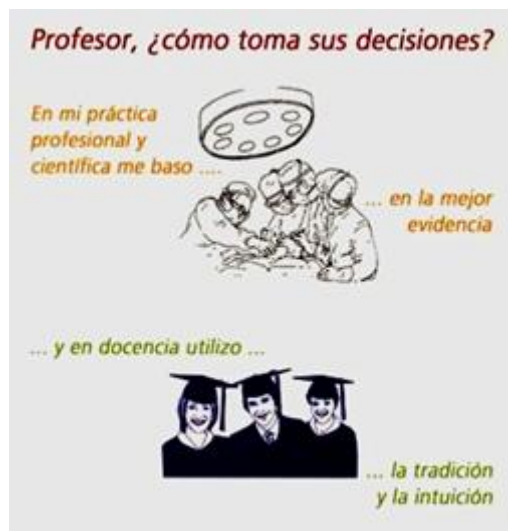 Profesor, ¿cómo toma sus decisiones?
En mi práctica
profesional y
científica me baso ....
... en la mejor
evidencia
... y en docencia utilizo ...
... la tradición
y la intuición